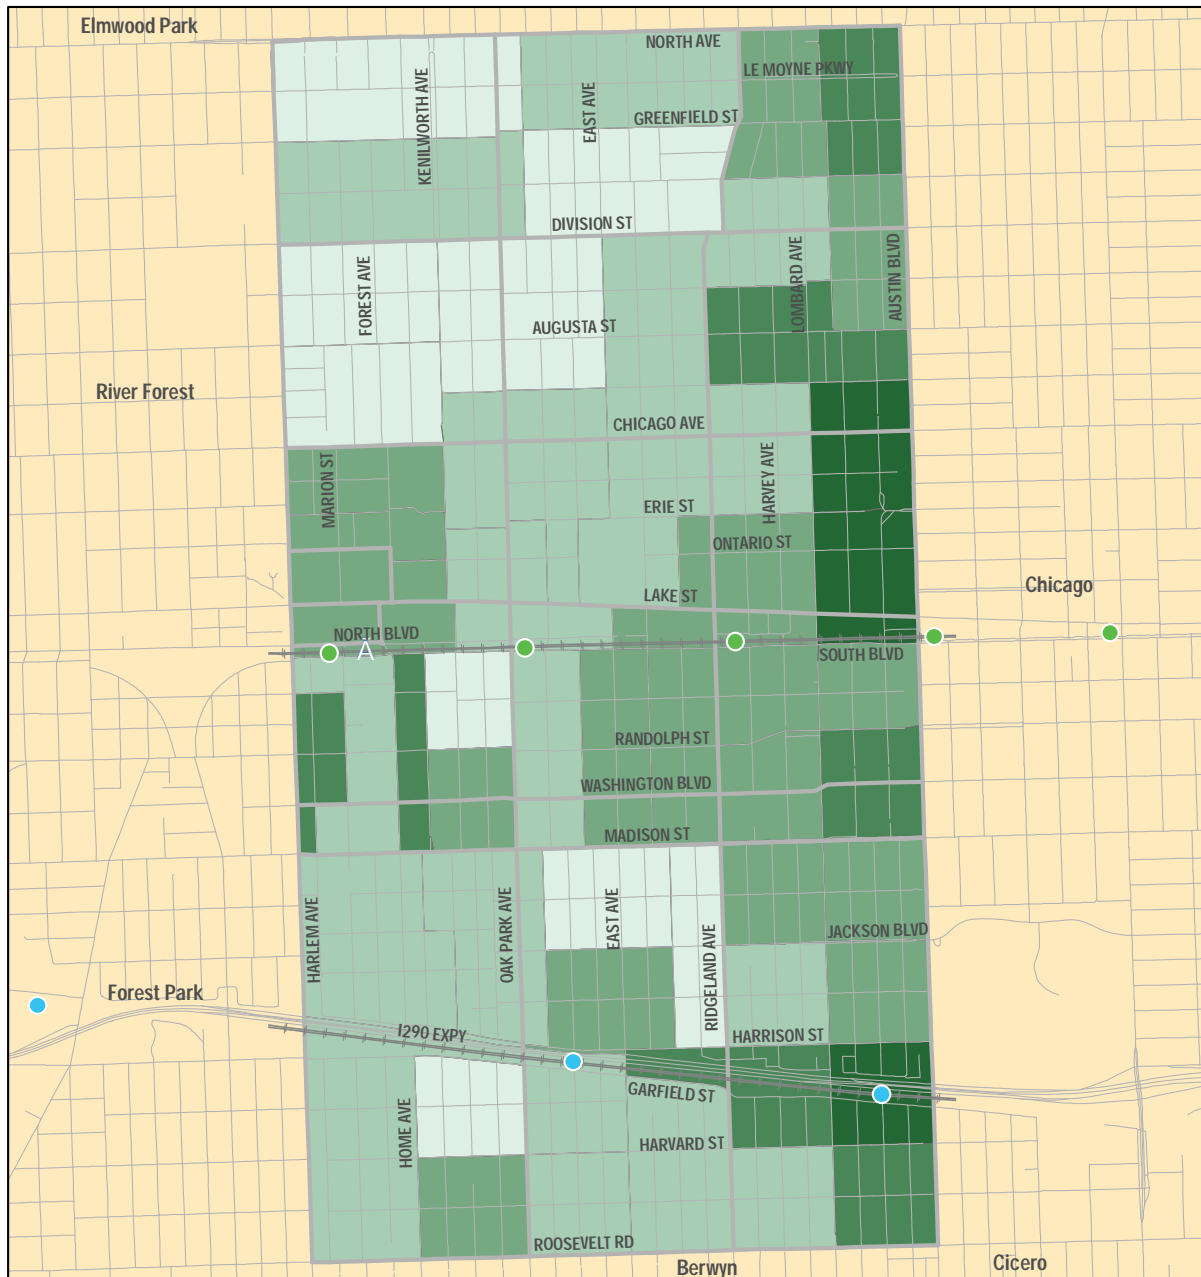 Elmwood Park
NORTH AVE
LE MOYNE PKWY
KENILWORTH AVE
EAST AVE
GREENFIELD ST
DIVISION ST
FOREST AVE
LOMBARD AVE
AUSTIN BLVD
AUGUSTA ST
River Forest
CHICAGO AVE
MARION ST
HARVEY AVE
ERIE ST
ONTARIO ST
Chicago
LAKE ST
NORTH BLVD
A
SOUTH BLVD
RANDOLPH ST
WASHINGTON BLVD
MADISON ST
HARLEM AVE
OAK PARK AVE
EAST AVE
RIDGELAND AVE
JACKSON BLVD
Forest Park
I290 EXPY
HARRISON ST
GARFIELD ST
HOME AVE
HARVARD ST
ROOSEVELT RD
Berwyn
Cicero